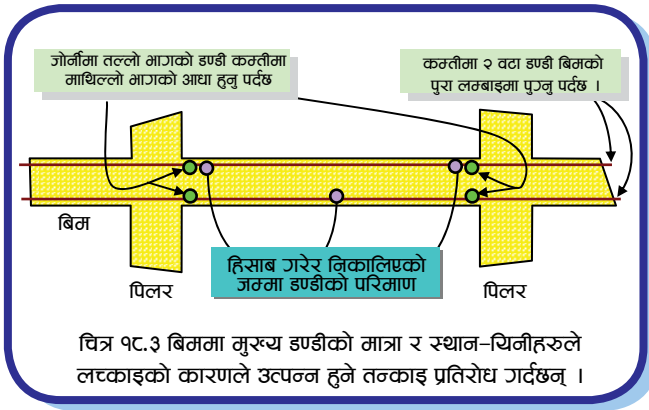 जोर्नीमा तल्लो भागको डण्डी कम्तीमा
माथिल्लो भागको आधा हुनु पर्दछ
कम्तीमा २ वटा डण्डी बिमको
पुरा लम्बाइमा पुग्नु पर्दछ ।
बिम
हिसाब गरेर निकालिएको
जम्मा डण्डीको परिमाण
पिलर
पिलर
चित्र १८.३ बिममा मुख्य डण्डीको मात्रा र स्थान-यिनीहरुले
लच्काइको कारणले उत्पन्न हुने तन्काइ प्रतिरोध गर्दछन् ।